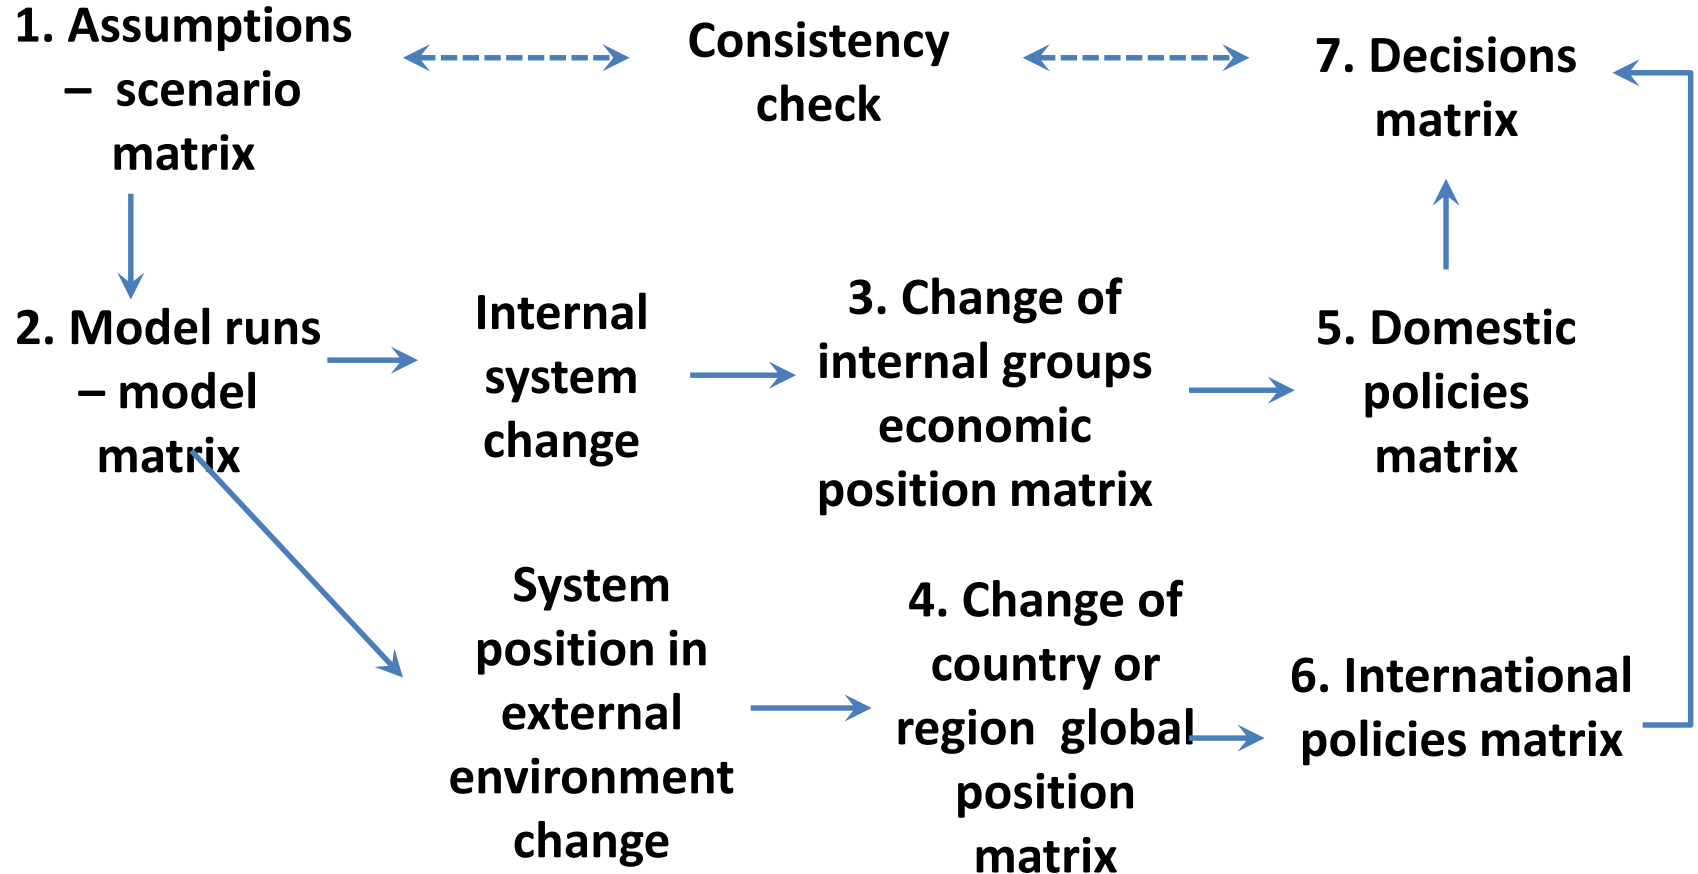 1. Assumptions
– scenario
matrix
Consistency
check
7. Decisions
matrix
2. Model runs
– model
matrix
Internal
system
change
3. Change of
internal groups
economic
position matrix
5. Domestic
policies
matrix
System
position in
external
environment
change
4. Change of
country or
region global
position
matrix
6. International
policies matrix